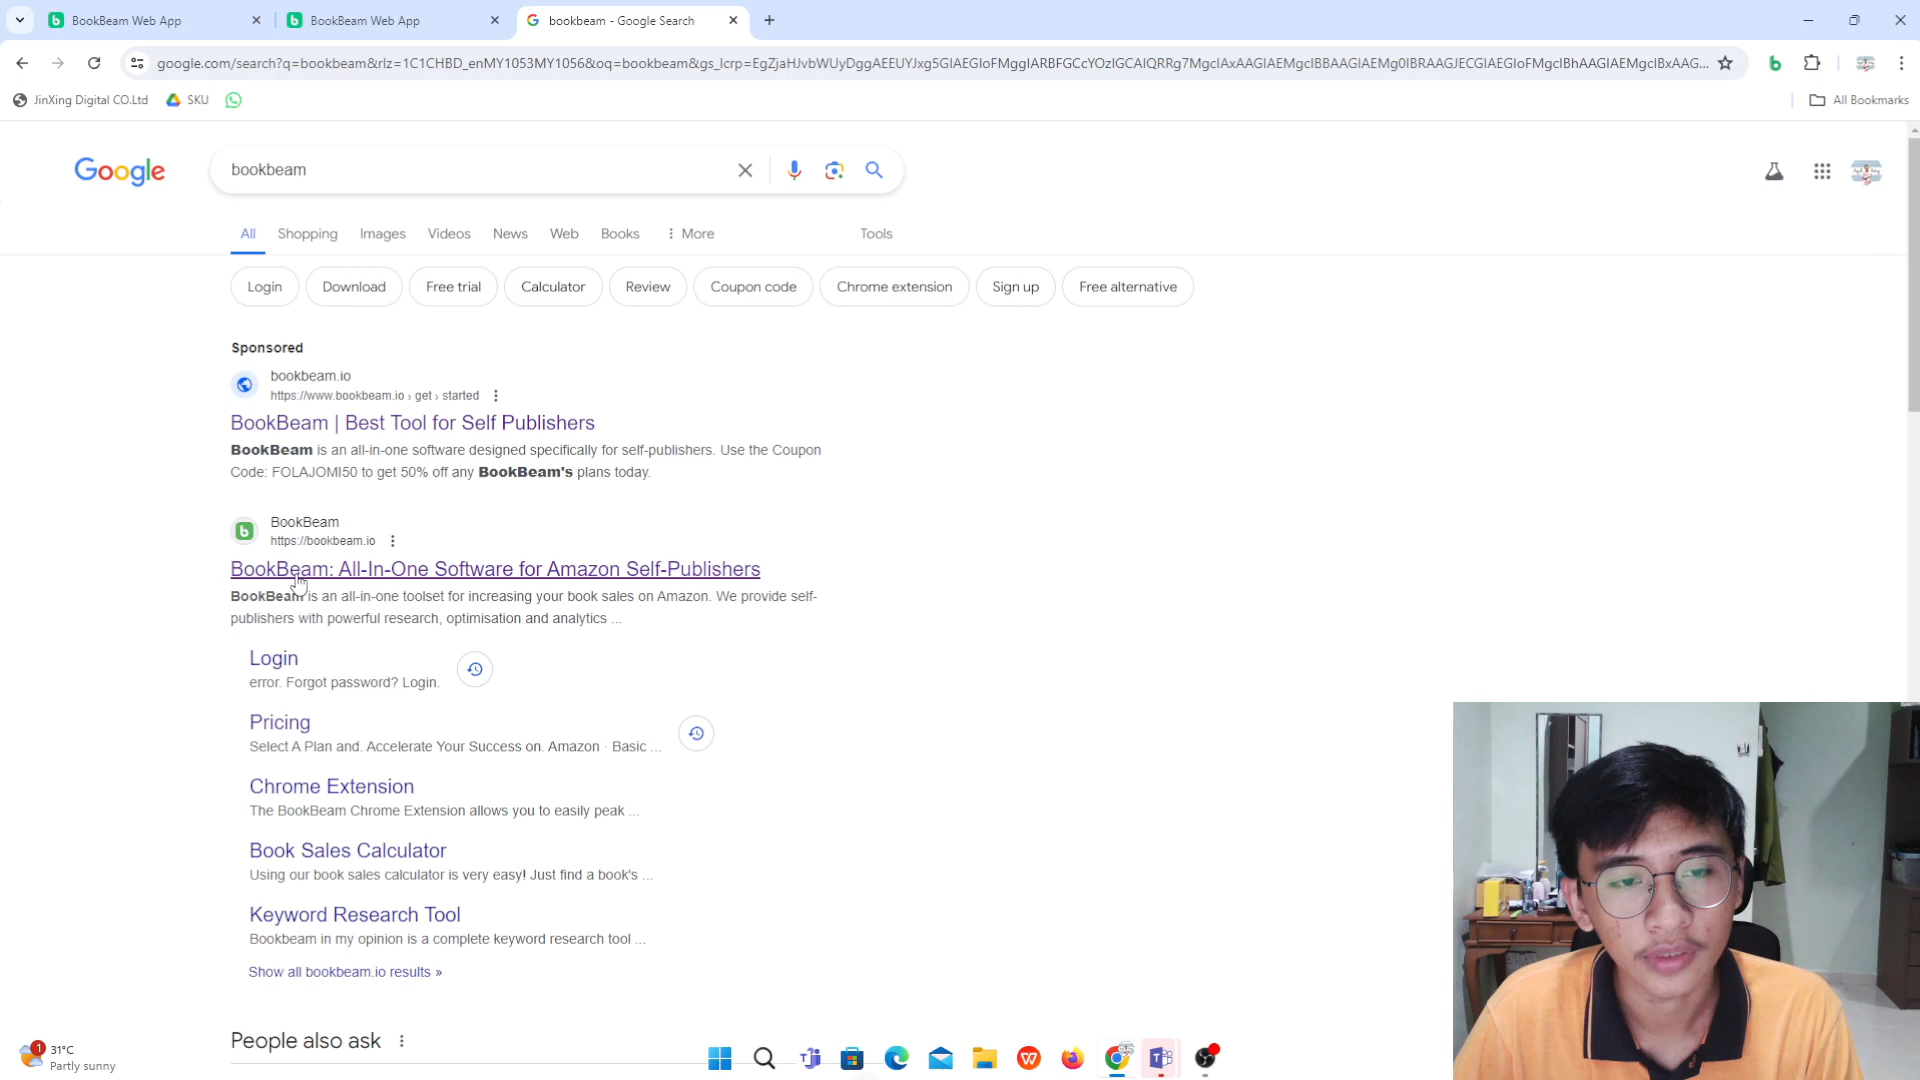 BookBeam Web App
BookBeam Web App
bookbeam - Google Search
google.com/search?q=bookbeam&rlz=1C1CHBD_enMY1053MY1056&oq=bookbeam&gs_lcrp=
JinXing Digital CO.Ltd
SKU
All Bookmarks
Google
bookbeam
All
Shopping
Images
Videos
News
Web
Books
More
Tools
Login
Download
Free trial
Calculator
Review
Coupon code
Chrome extension
Sign up
Free alternative
Sponsored
bookbeam.io
https://www.bookbeam.io › get › started
BookBeam | Best Tool for Self Publishers
BookBeam is an all-in-one software designed specifically for self-publishers. Use the Coupon
Code: FOLAJOMI50 to get 50% off any BookBeam's plans today.
BookBeam
https://bookbeam.io
BookBeam: All-In-One Software for Amazon Self-Publishers
BookBeam is an all-in-one toolset for increasing your book sales on Amazon. We provide self-
publishers with powerful research, optimisation and analytics ...
Login
error. Forgot password? Login.
Pricing
Select A Plan and. Accelerate Your Success on. Amazon · Basic ...
Chrome Extension
The BookBeam Chrome Extension allows you to easily peak ...
Book Sales Calculator
Using our book sales calculator is very easy! Just find a book's ...
Keyword Research Tool
Bookbeam in my opinion is a complete keyword research tool ...
Show all bookbeam.io results »
People also ask
1
31°C
Partly sunny